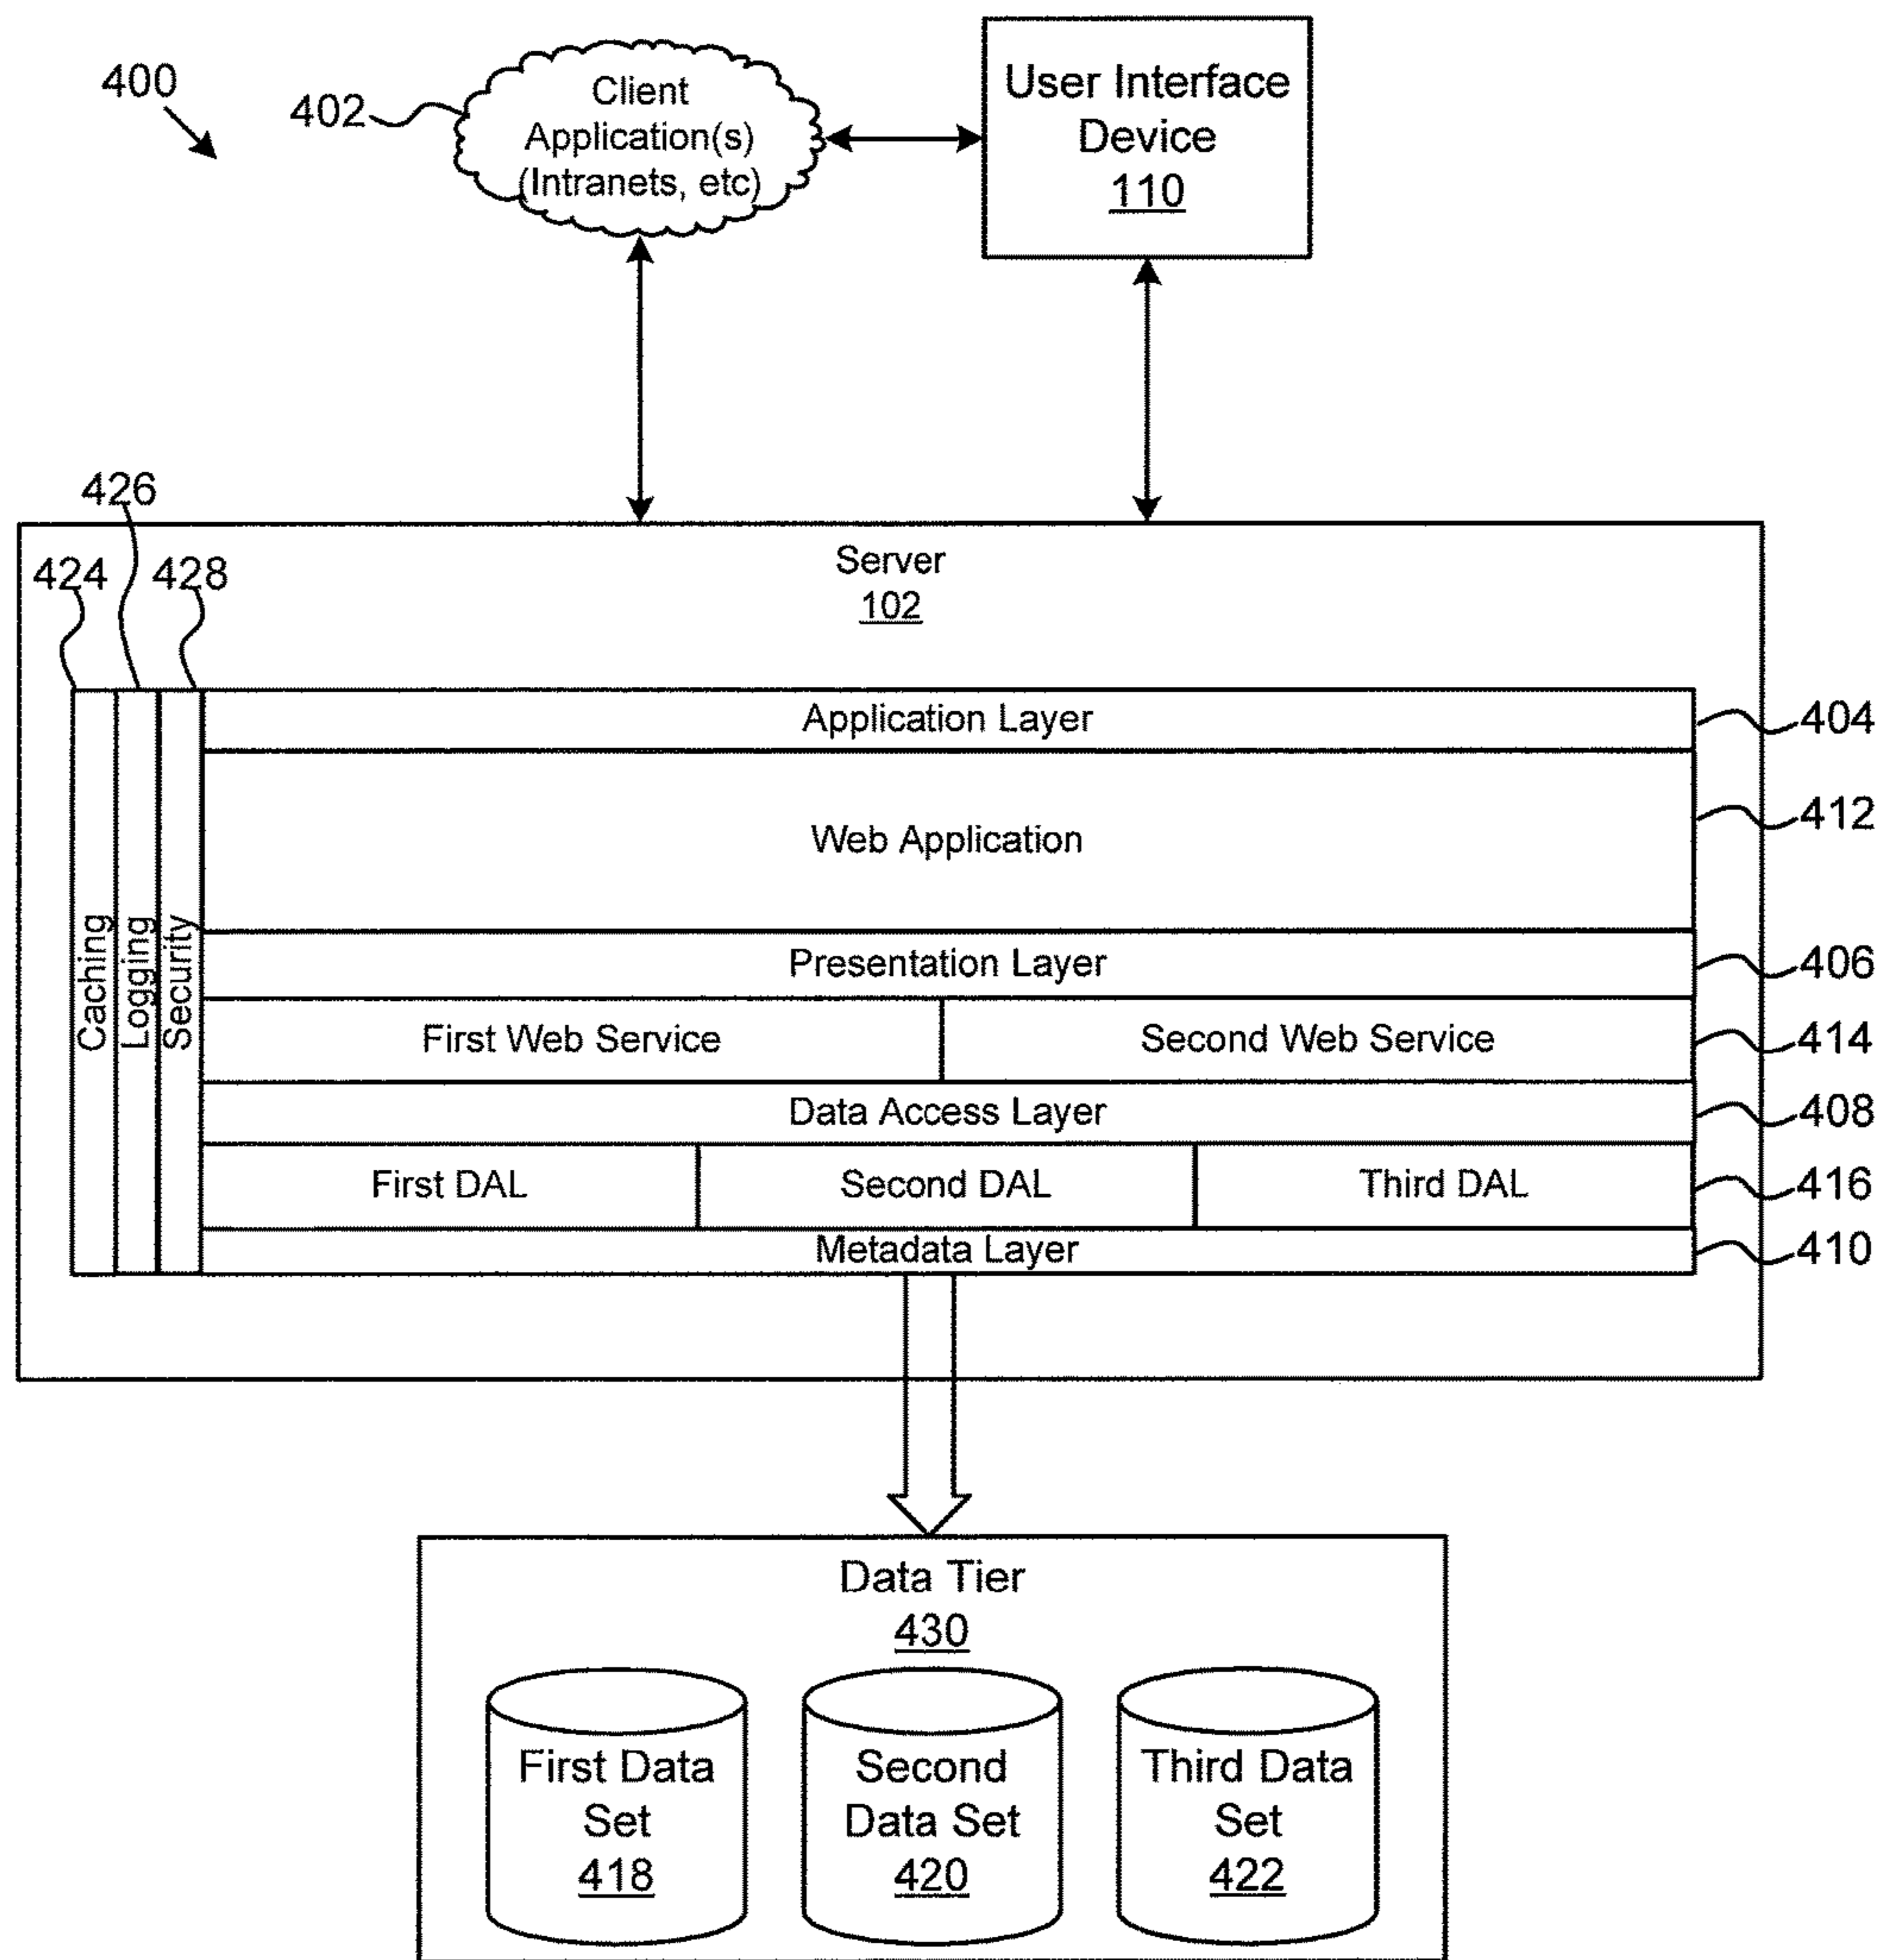 400
402
Client
Application(s)
(Intranets, etc)
User Interface
Device
110
426
424
428
Server
102
Caching
Logging
Security
Application Layer
404
Web Application
412
Presentation Layer
406
First Web Service
Second Web Service
414
Data Access Layer
408
First DAL
Second DAL
Third DAL
416
Metadata Layer
410
Data Tier
430
First Data
Set
418
Second
Data Set
420
Third Data
Set
422